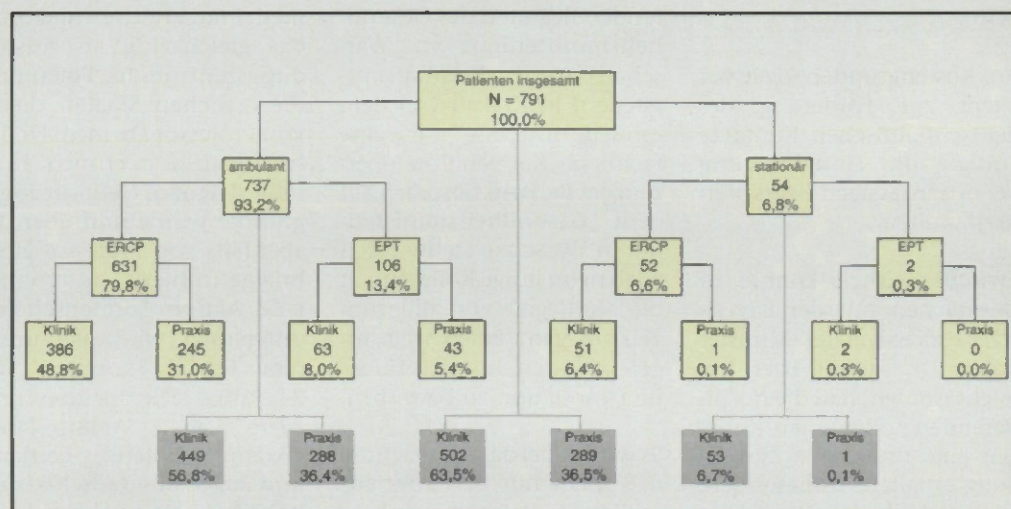 Patienten insgesamt
N = 791
100,0%
ambulant
737
93,2%
stationär
54
6,8%
ERCP
631
79,8%
EPT
106
13,4%
ERCP
52
6,6%
EPT
2
0,3%
Klinik
386
48,8%
Praxis
245
31,0%
Klinik
63
8,0%
Praxis
43
5,4%
Klinik
51
6,4%
Praxis
1
0,1%
Klinik
2
0,3%
Praxis
0
0,0%
Klinik
449
56,8%
Praxis
288
36,4%
Klinik
502
63,5%
Praxis
289
36,5%
Klinik
53
6,7%
Praxis
1
0,1%